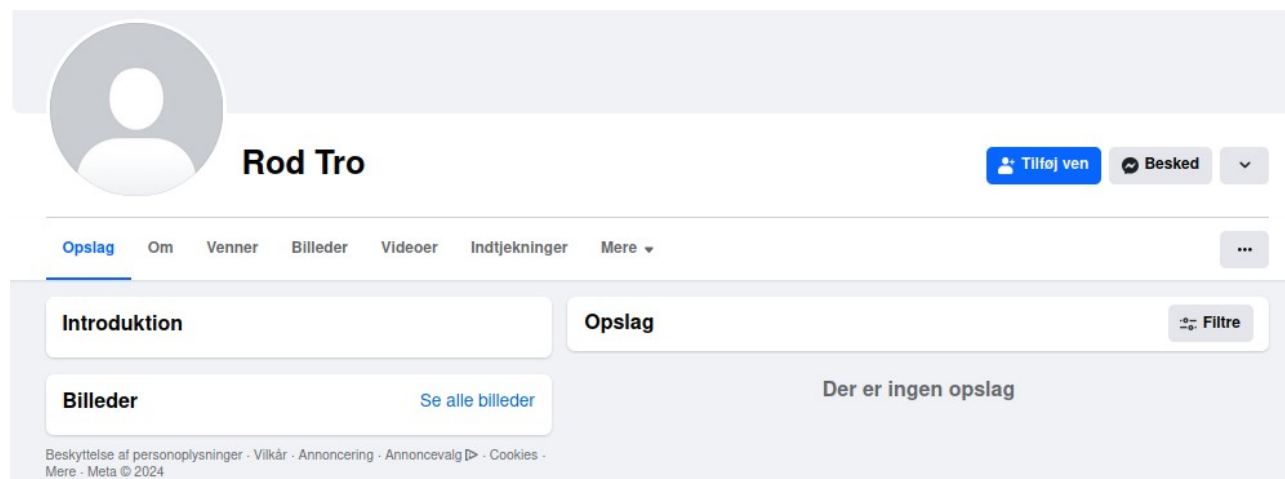 Rod Tro
Tilføj ven
Besked
Opslag Om Venner Billeder Videoer Indtjekninger Mere
Introduktion
Billeder Se alle billeder
Beskyttelse af personoplysninger · Vilkår · Annoncering · Annoncevalg · Cookies ·
Mere · Meta © 2024
Opslag Filtre
Der er ingen opslag